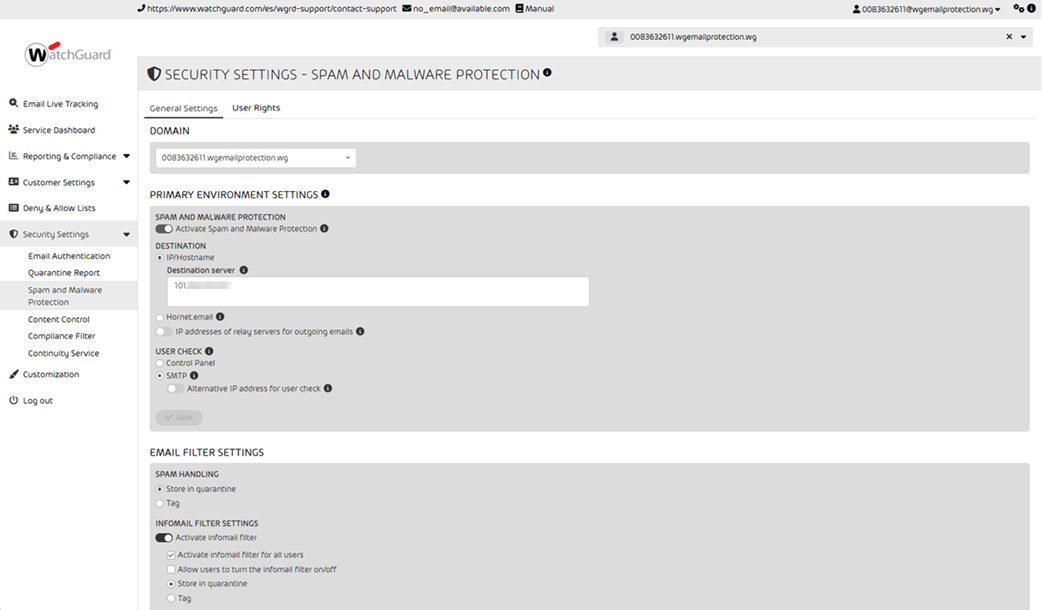 https://www.watchguard.com/es/wgrd-support/contact-support no_email@available.com Manual
0083632611@wgemailprotection.wg
0083632611.wgemailprotection.wg
WatchGuard
SECURITY SETTINGS - SPAM AND MALWARE PROTECTION
Email Live Tracking
Service Dashboard
Reporting & Compliance
Customer Settings
Deny & Allow Lists
Security Settings
Email Authentication
Quarantine Report
Spam and Malware
Protection
Content Control
Compliance Filter
Continuity Service
Customization
Log out
General Settings User Rights
DOMAIN
0083632611.wgemailprotection.wg
PRIMARY ENVIRONMENT SETTINGS
SPAM AND MALWARE PROTECTION
Activate Spam and Malware Protection
DESTINATION
IP/Hostname
Destination server
101.
Hornet.email
IP addresses of relay servers for outgoing emails
USER CHECK
Control Panel
SMTP
Alternative IP address for user check
Save
EMAIL FILTER SETTINGS
SPAM HANDLING
Store in quarantine
Tag
INFOMAIL FILTER SETTINGS
Activate infomail filter
Activate infomail filter for all users
Allow users to turn the infomail filter on/off
Store in quarantine
Tag